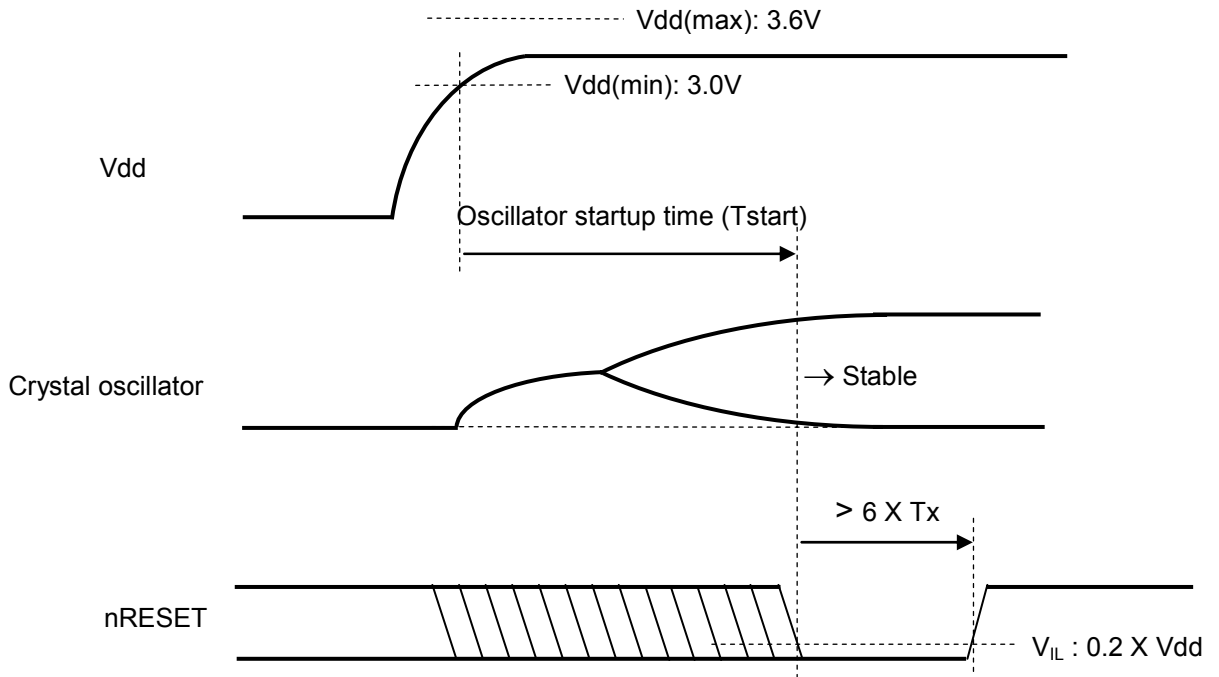 Vdd(max): 3.6V
Vdd(min): 3.0V
Vdd
Oscillator startup time (Tstart)
Crystal oscillator
→ Stable
> 6 X Tx
nRESET
VIL : 0.2 X Vdd